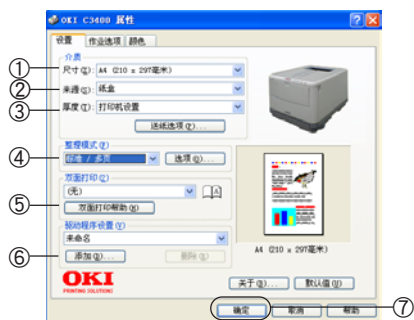 OKI C3400 属性
设置 作业选项 颜色
介质
① 尺寸(Z): A4 (210 x 297毫米)
② 来源(S): 纸盒
③ 厚度(T): 打印机设置
送纸选项(P)...
④ 整理模式(F)
标准 / 多页 选项(O)...
双面打印(2)
(无)
⑤ 双面打印帮助(H)
驱动程序设置(V)
未命名
⑥ 添加(D)... 删除(R)
A4 (210 x 297毫米)
OKI
PRINTING SOLUTIONS
关于(B)... 默认值(U)
确定 取消 帮助 ⑦